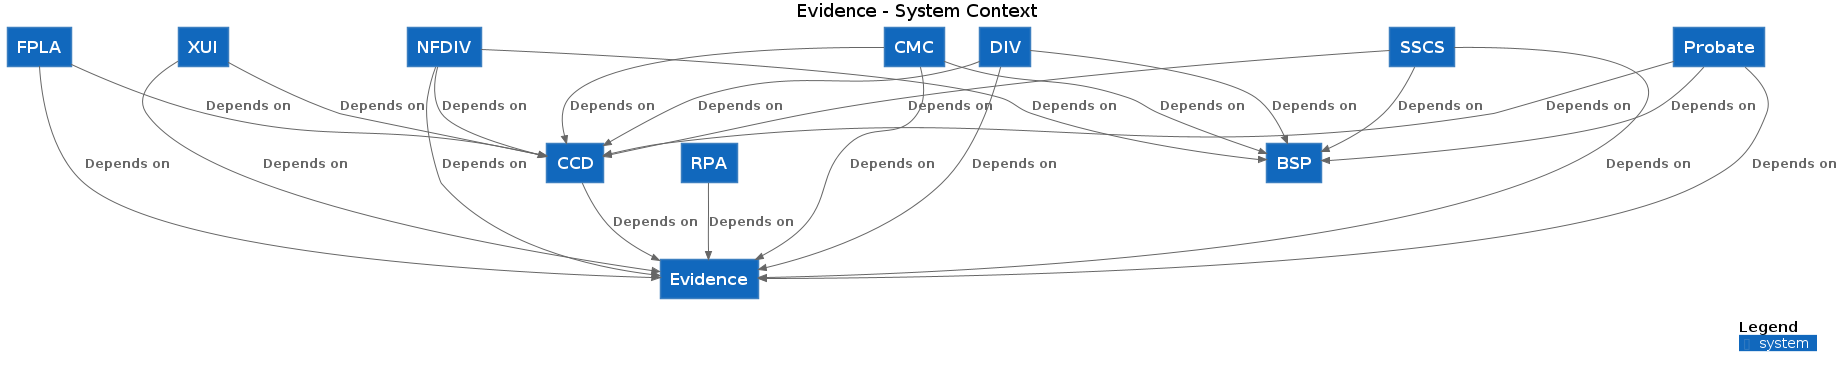 Evidence - System Context
FPLA
XUI
NFDIV
CMC
DIV
SSCS
Probate
Depends on
Depends on
Depends on
Depends on
Depends on
Depends on
Depends on
Depends on
Depends on
Depends on
Depends on
Depends on
CCD
RPA
BSP
Depends on
Depends on
Depends on
Depends on
Depends on
Depends on
Depends on
Depends on
Depends on
Evidence
Legend
system